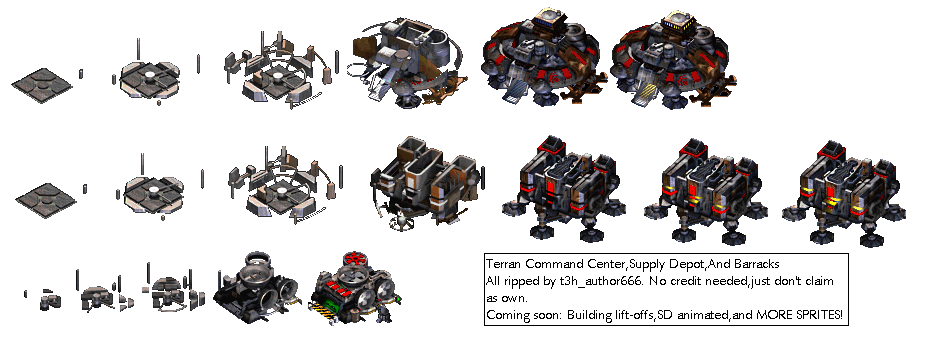 Terran Command Center,Supply Depot,And Barracks
All ripped by t3h_author666. No credit needed,just don't claim
as own.
Coming soon: Building lift-offs,SD animated,and MORE SPRITES!